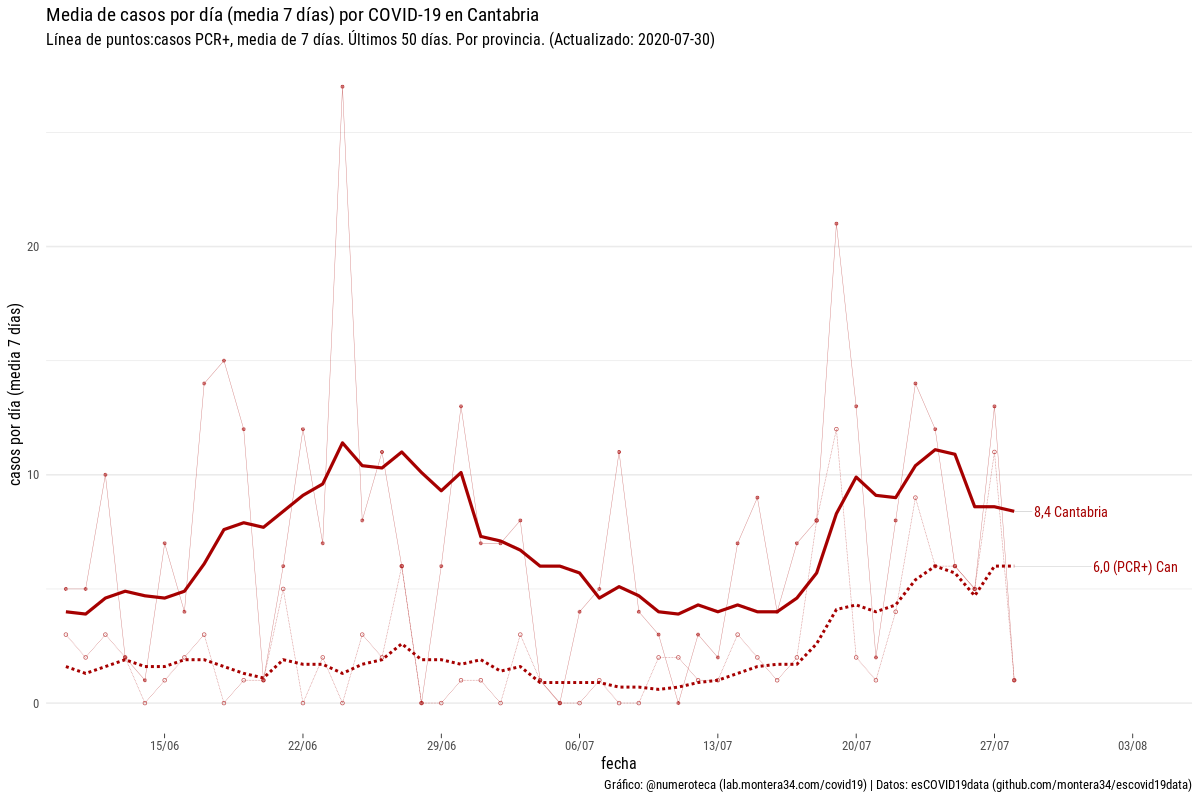 Media de casos por día (media 7 días) por COVID-19 en Cantabria
Línea de puntos:casos PCR+, media de 7 días. Últimos 50 días. Por provincia. (Actualizado: 2020-07-30)
casos por día (media 7 días)
20
10
0
8,4 Cantabria
6,0 (PCR+) Can
15/06
22/06
29/06
06/07
13/07
20/07
27/07
03/08
fecha
Gráfico: @numeroteca (lab.montera34.com/covid19) | Datos: esCOVID19data (github.com/montera34/escovid19data)